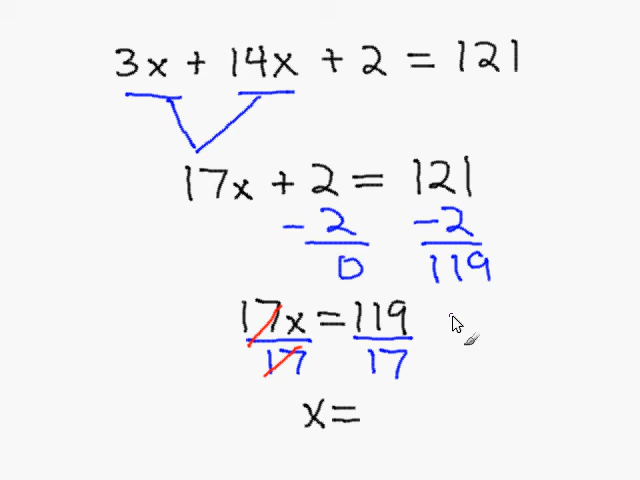 3x + 14x + 2 = 121
17x + 2 = 121
- 2 - 2
0 119
17x = 119
17 17
x =